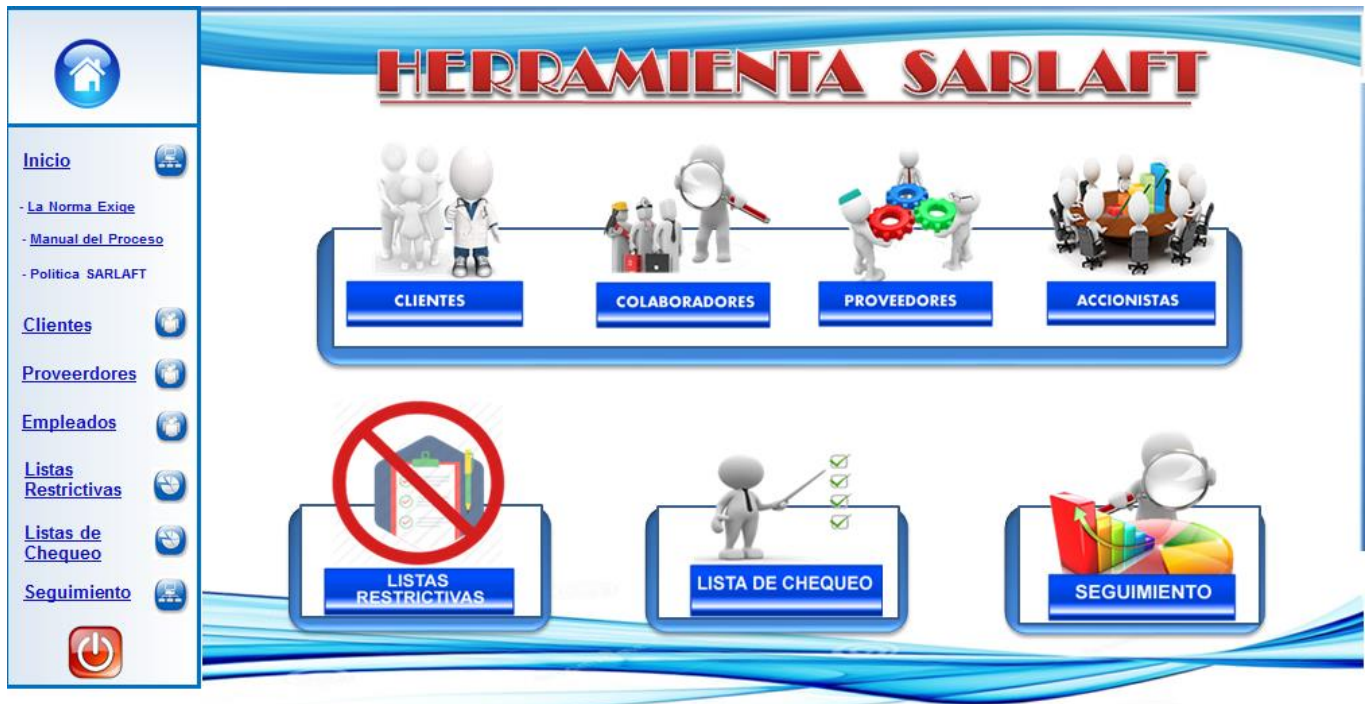 HERRAMIENTA SARLAFT
Inicio
- La Norma Exige
- Manual del Proceso
- Politica SARLAFT
Clientes
Proveerdores
Empleados
Listas
Restrictivas
Listas de
Chequeo
Seguimiento
CLIENTES
COLABORADORES
PROVEEDORES
ACCIONISTAS
LISTAS
RESTRICTIVAS
LISTA DE CHEQUEO
SEGUIMIENTO